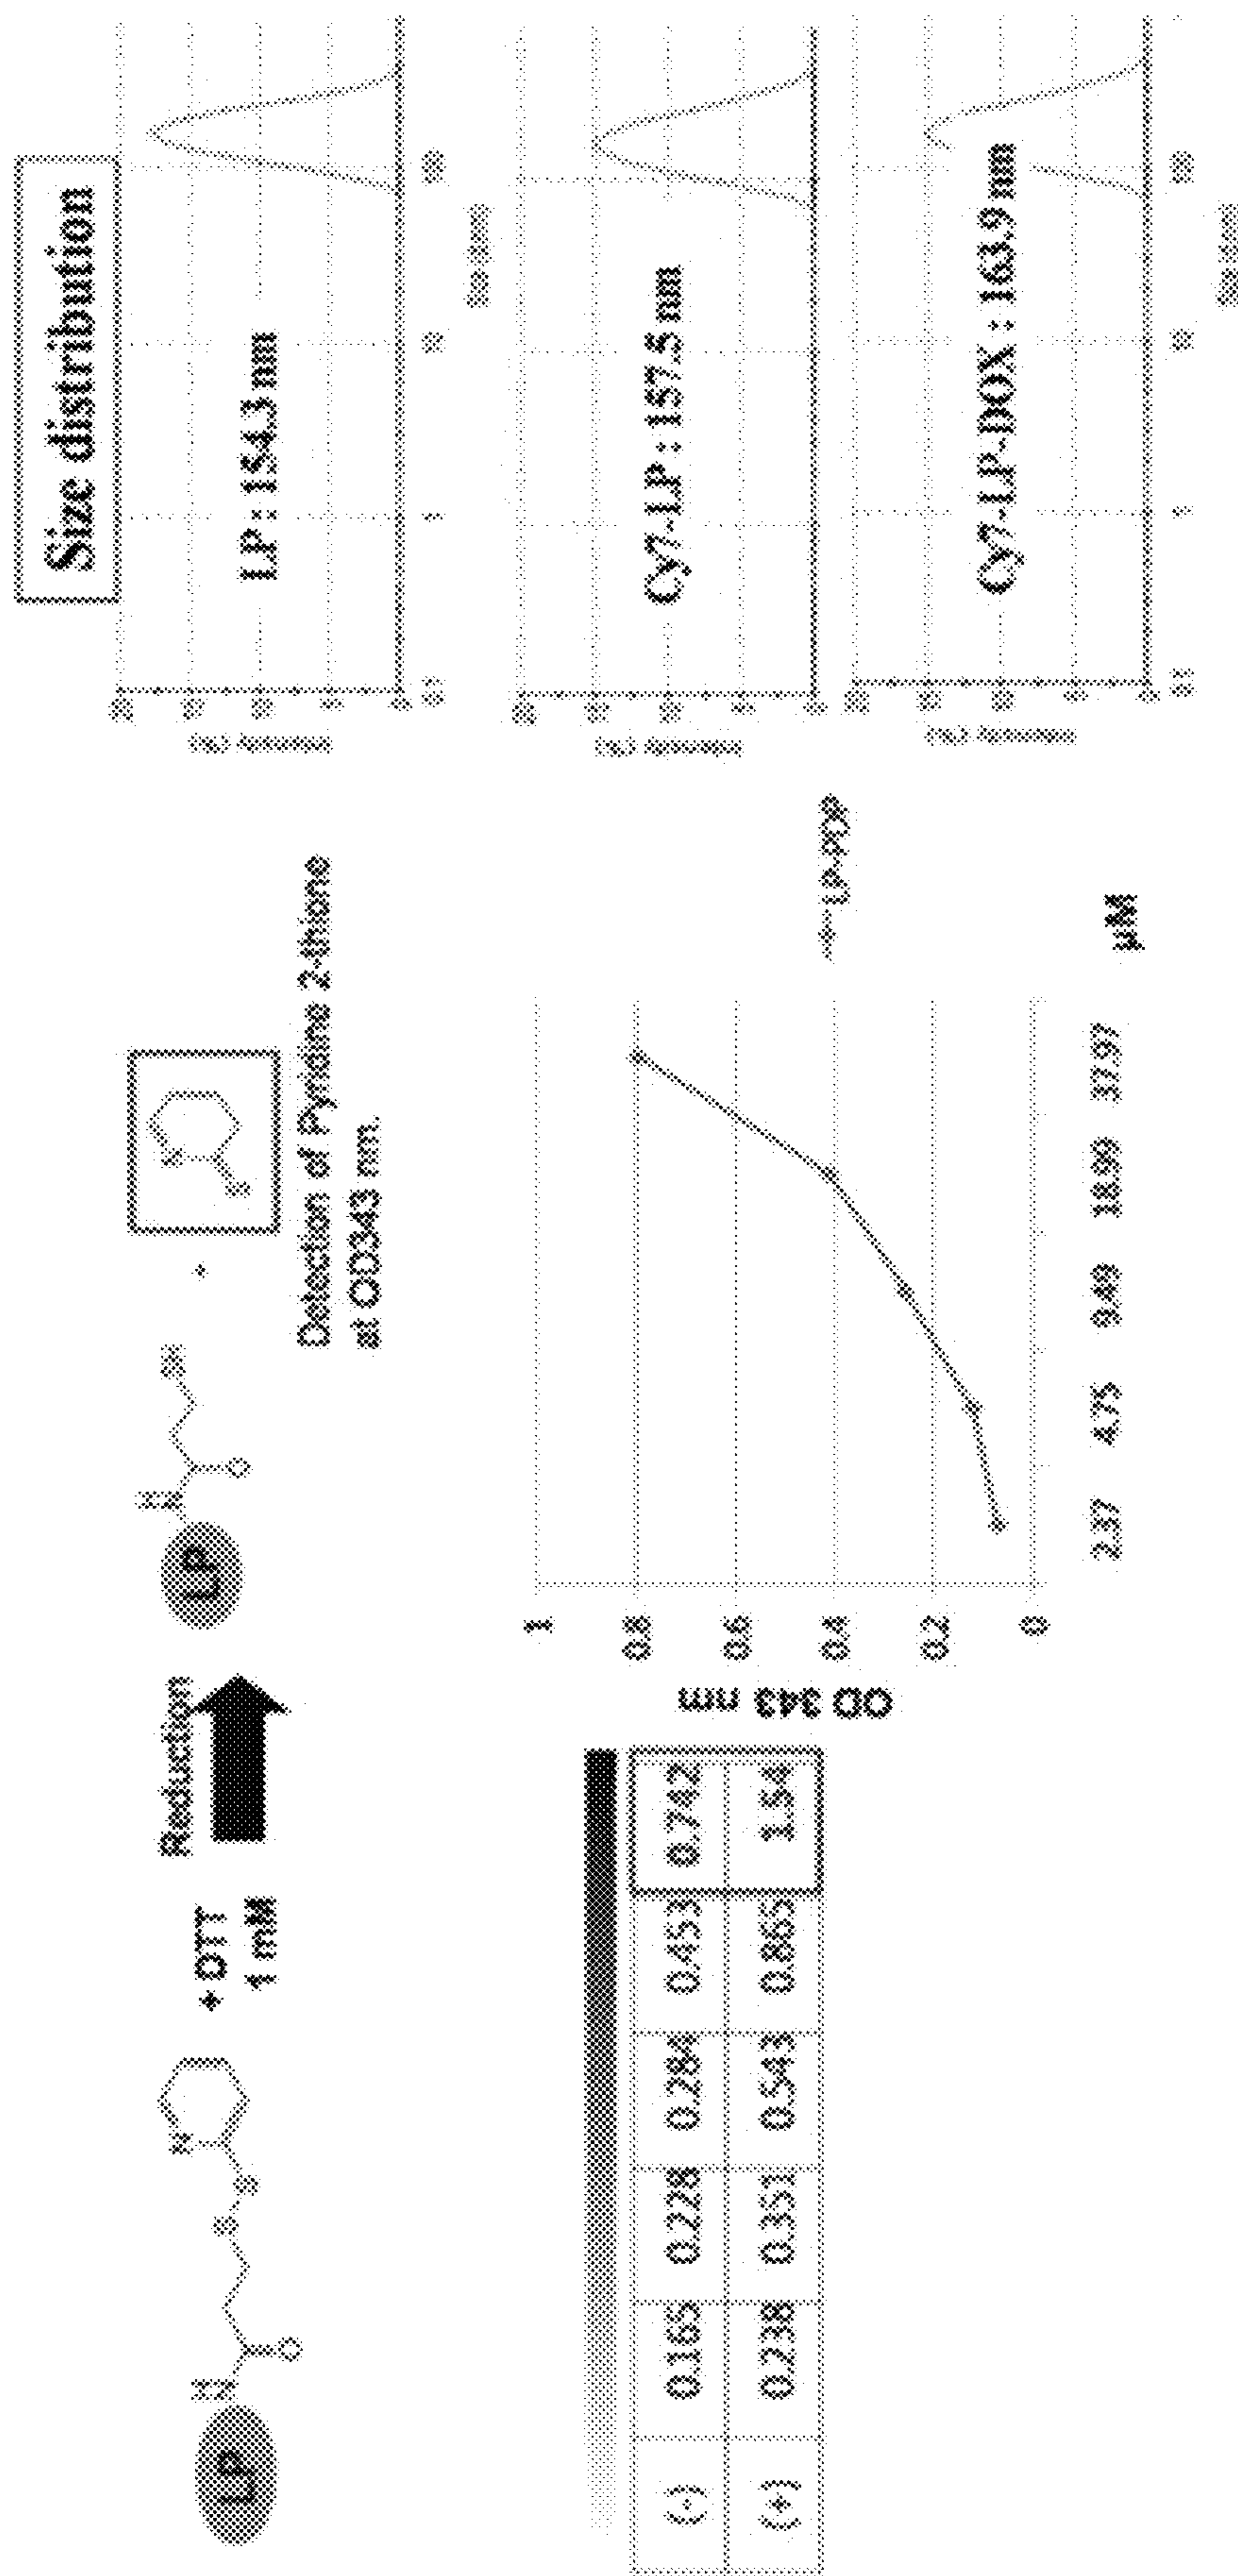 LP
H
N
O
S
S
N
+ DTT
1 mM
Reduction
LP
H
N
O
SH
+
N
S
Detection of Pyridine 2-thione
at OD343 nm.
(-) 0.165 0.228 0.284 0.453 0.742
(+) 0.238 0.351 0.543 0.865 1.54
OD 343 nm
1
0.8
0.6
0.4
0.2
0
2.37 4.75 9.49 18.99 37.97
µM
LP-PDP
Size distribution
LP : 154.3 nm
Cy7-LP : 157.5 nm
Cy7-LP-DOX : 163.9 nm